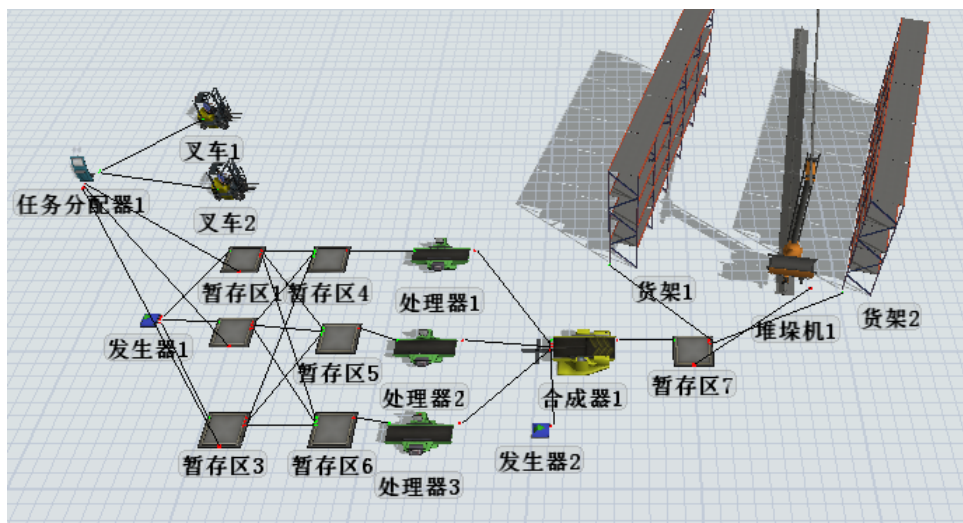 叉车1
叉车2
任务分配器1
暂存区1
暂存区4
处理器1
货架1
堆垛机1
货架2
发生器1
暂存区5
处理器2
合成器1
暂存区7
暂存区3
暂存区6
处理器3
发生器2